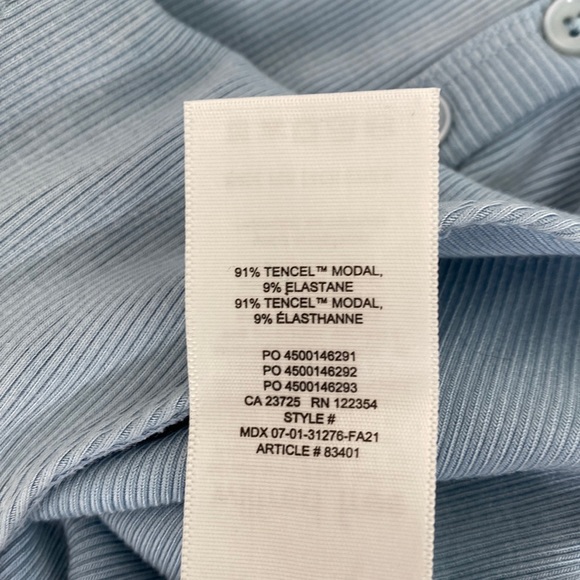 91% TENCEL™ MODAL,
9% ELASTANE
91% TENCEL™ MODAL,
9% ÉLASTHANNE
PO 4500146291
PO 4500146292
PO 4500146293
CA 23725 RN 122354
STYLE #
MDX 07-01-31276-FA21
ARTICLE # 83401